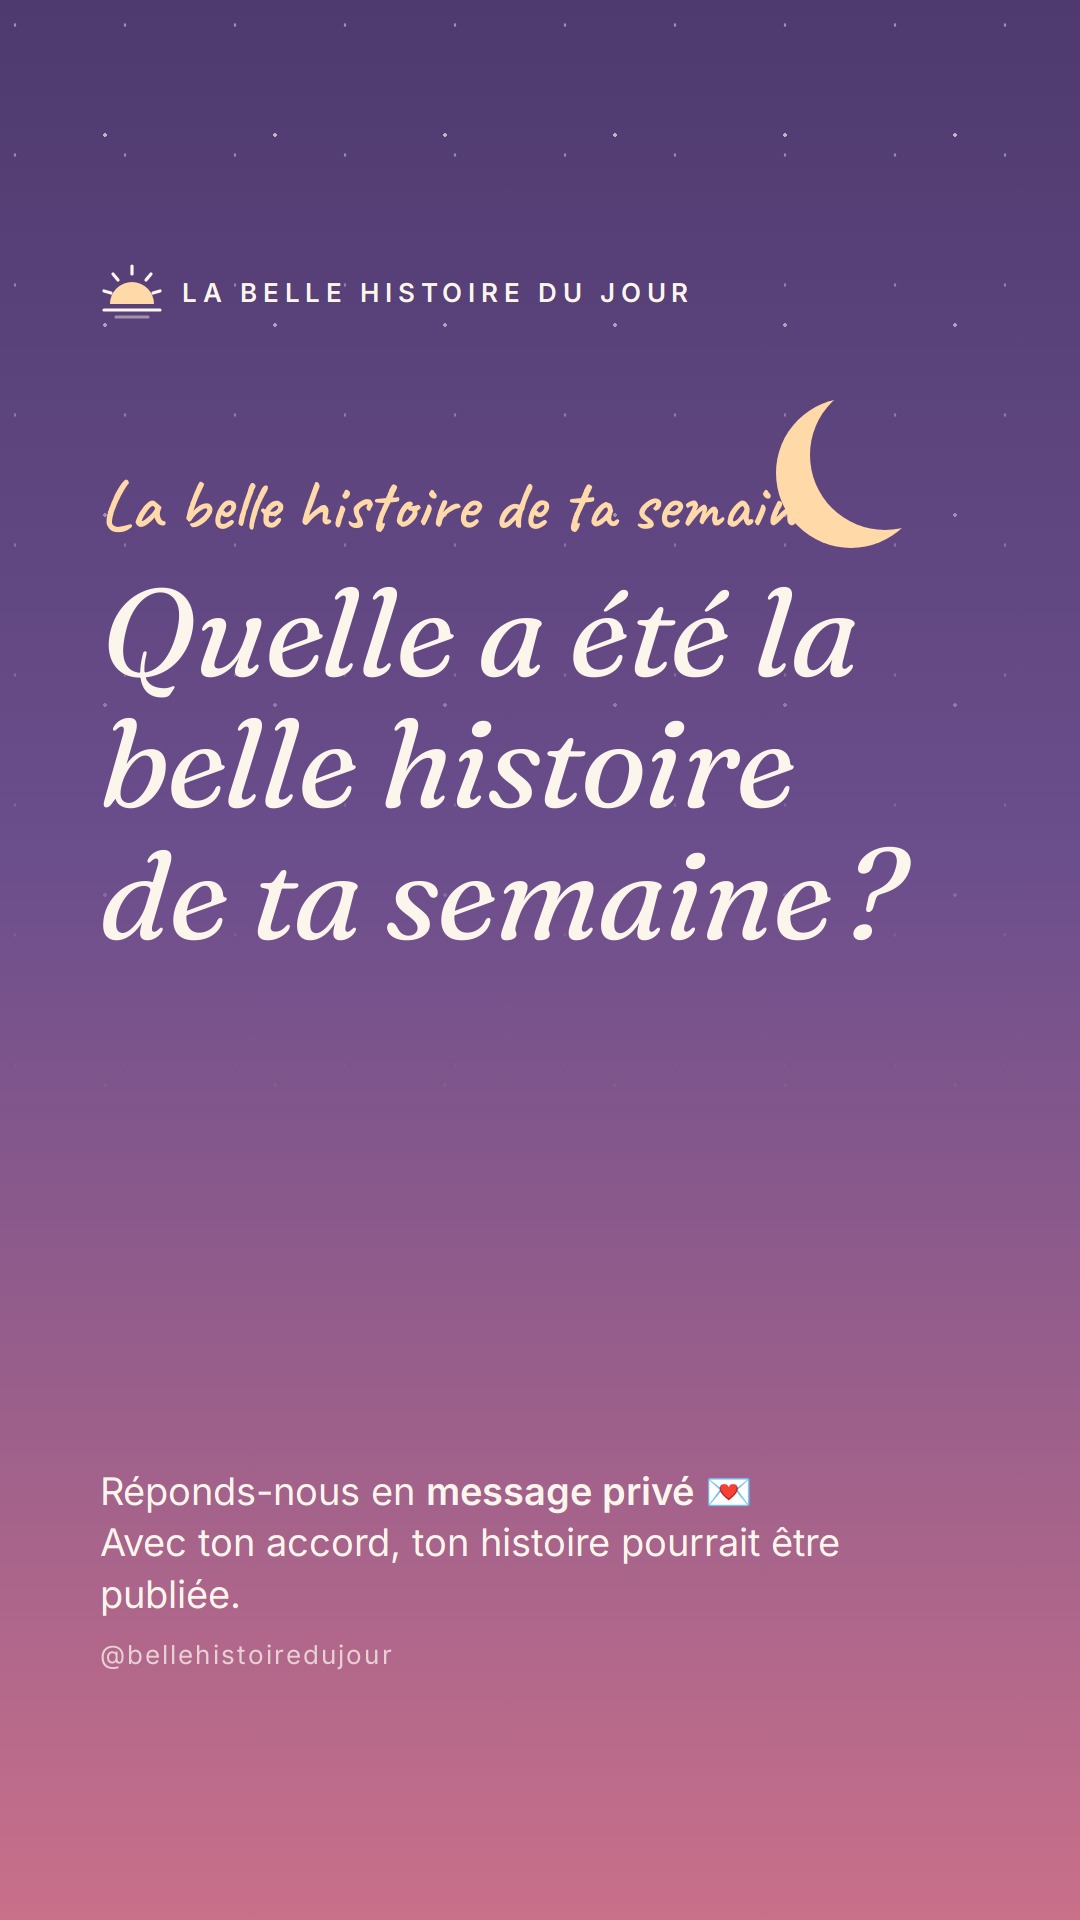 LA BELLE HISTOIRE DU JOUR
La belle histoire de ta
Quelle a été la
belle histoire
de ta semaine ?
Réponds-nous en message privé 💌
Avec ton accord, ton histoire pourrait être
publiée.
@bellehistoiredujour